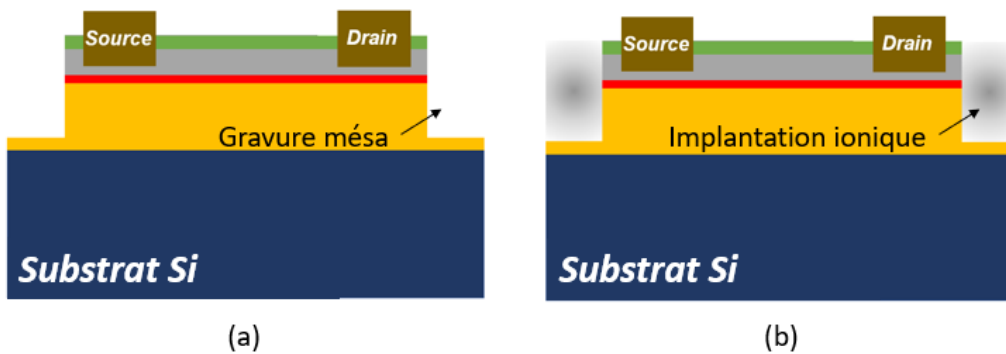 Source
Drain
Gravure mésa
Substrat Si
(a)
Source
Drain
Implantation ionique
Substrat Si
(b)